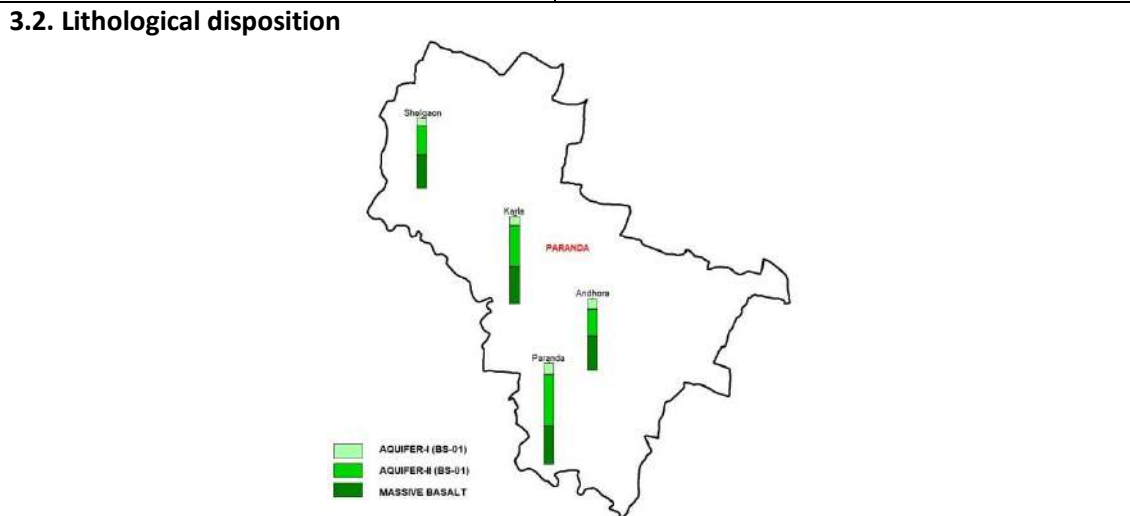 3.2. Lithological disposition
Shelgaon
Karla
PARANDA
Andhora
Paranda
AQUIFER-I (BS-01)
AQUIFER-II (BS-01)
MASSIVE BASALT